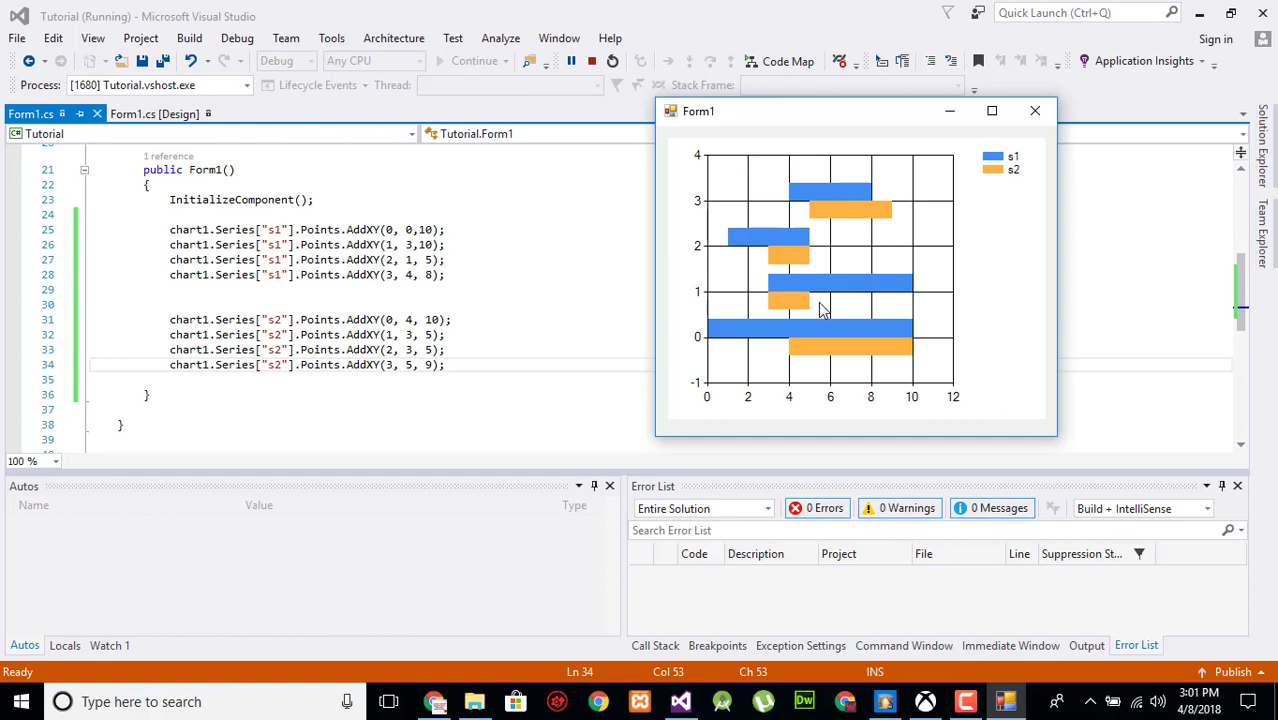 Tutorial (Running) - Microsoft Visual Studio
Quick Launch (Ctrl+Q)
File Edit View Project Build Debug Team Tools Architecture Test Analyze Window Help
Sign in
Debug Any CPU Continue Code Map Application Insights
Process: [1680] Tutorial.vshost.exe Lifecycle Events Thread: Stack Frame:
Form1.cs Form1.cs [Design]
Tutorial Tutorial.Form1
20
1 reference
21 public Form1()
22 {
23 InitializeComponent();
24
25 chart1.Series["s1"].Points.AddXY(0, 0,10);
26 chart1.Series["s1"].Points.AddXY(1, 3,10);
27 chart1.Series["s1"].Points.AddXY(2, 1, 5);
28 chart1.Series["s1"].Points.AddXY(3, 4, 8);
29
30
31 chart1.Series["s2"].Points.AddXY(0, 4, 10);
32 chart1.Series["s2"].Points.AddXY(1, 3, 5);
33 chart1.Series["s2"].Points.AddXY(2, 3, 5);
34 chart1.Series["s2"].Points.AddXY(3, 5, 9);
35
36 }
37
38 }
39
100 %
Form1
s1
s2
4
3
2
1
0
-1
0 2 4 6 8 10 12
Solution Explorer
Team Explorer
Autos
Name Value Type
Autos Locals Watch 1
Error List
Entire Solution 0 Errors 0 Warnings 0 Messages Build + IntelliSense
Search Error List
Code Description Project File Line Suppression St...
Call Stack Breakpoints Exception Settings Command Window Immediate Window Output Error List
Ready Ln 34 Col 53 Ch 53 INS Publish
Type here to search
Dw
3:01 PM
4/8/2018